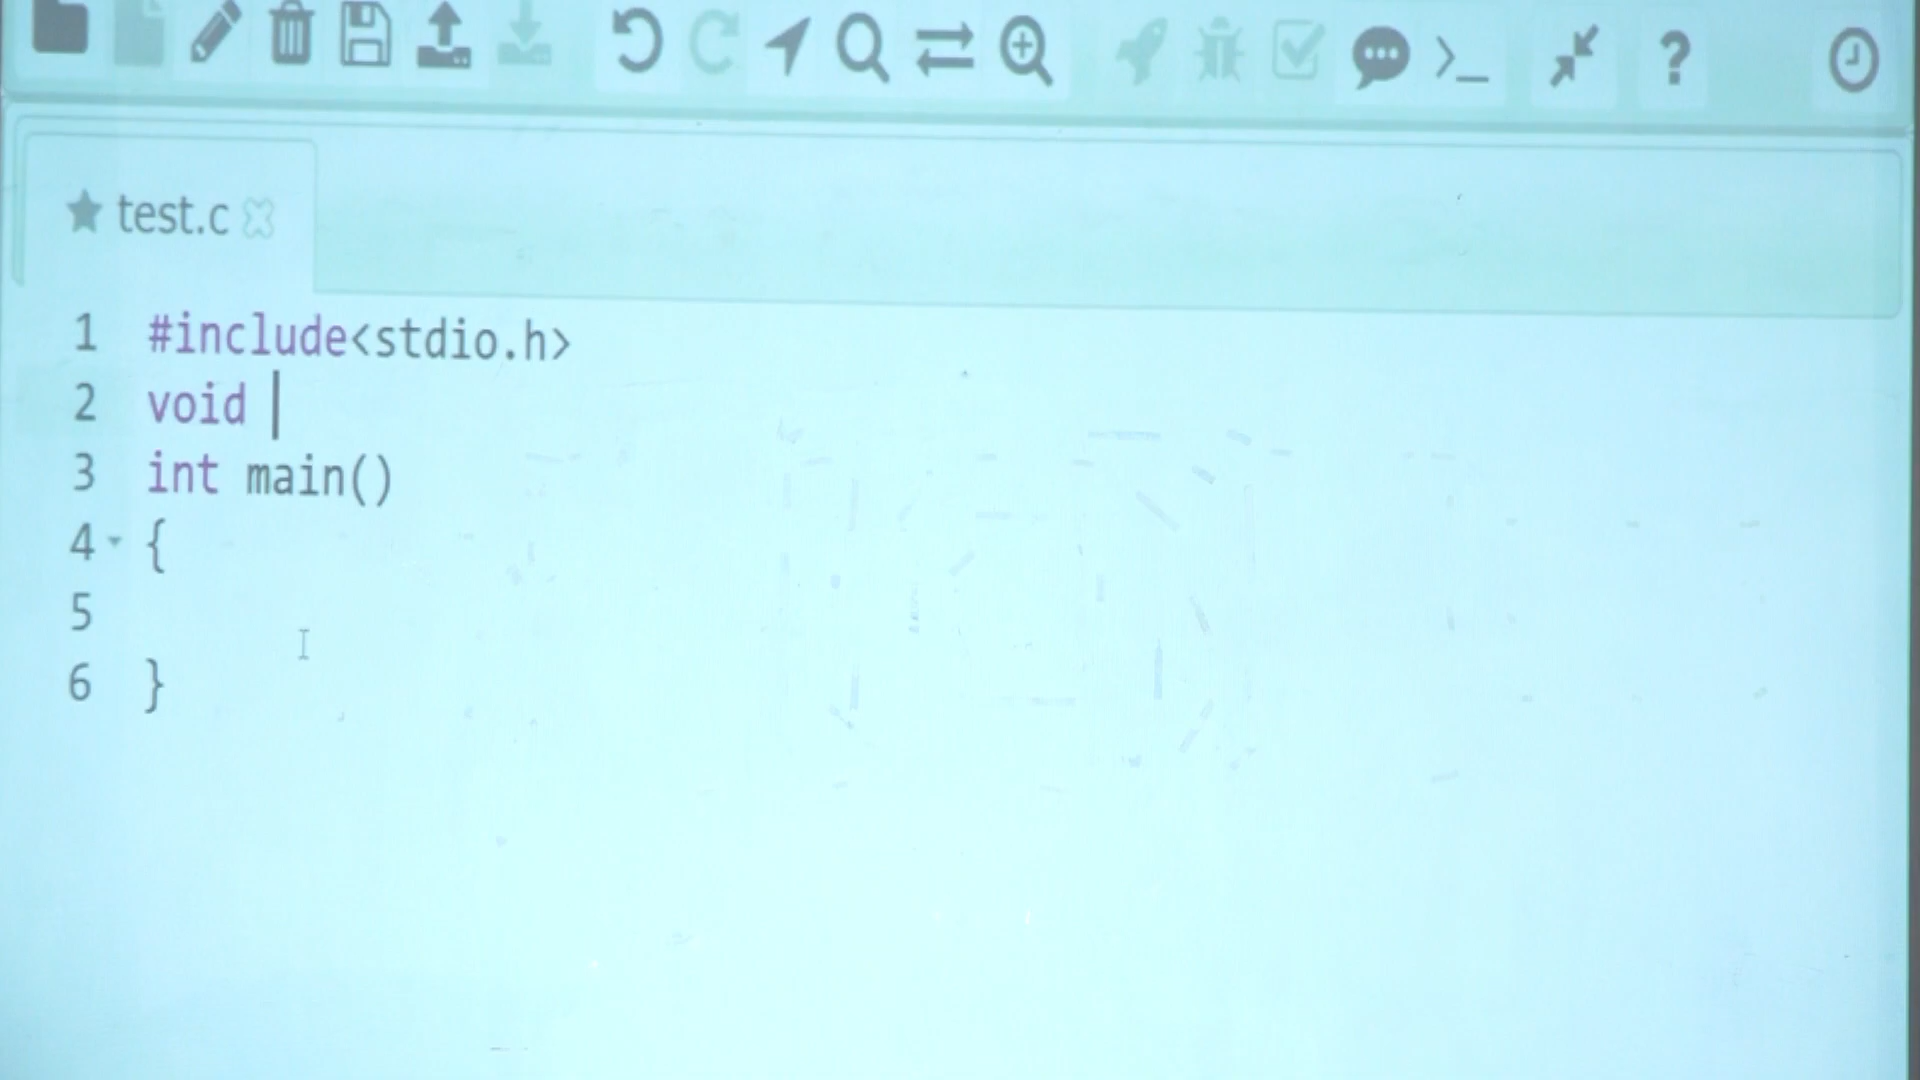 test.c
1 #include<stdio.h>
2 void
3 int main()
4 {
5
6 }